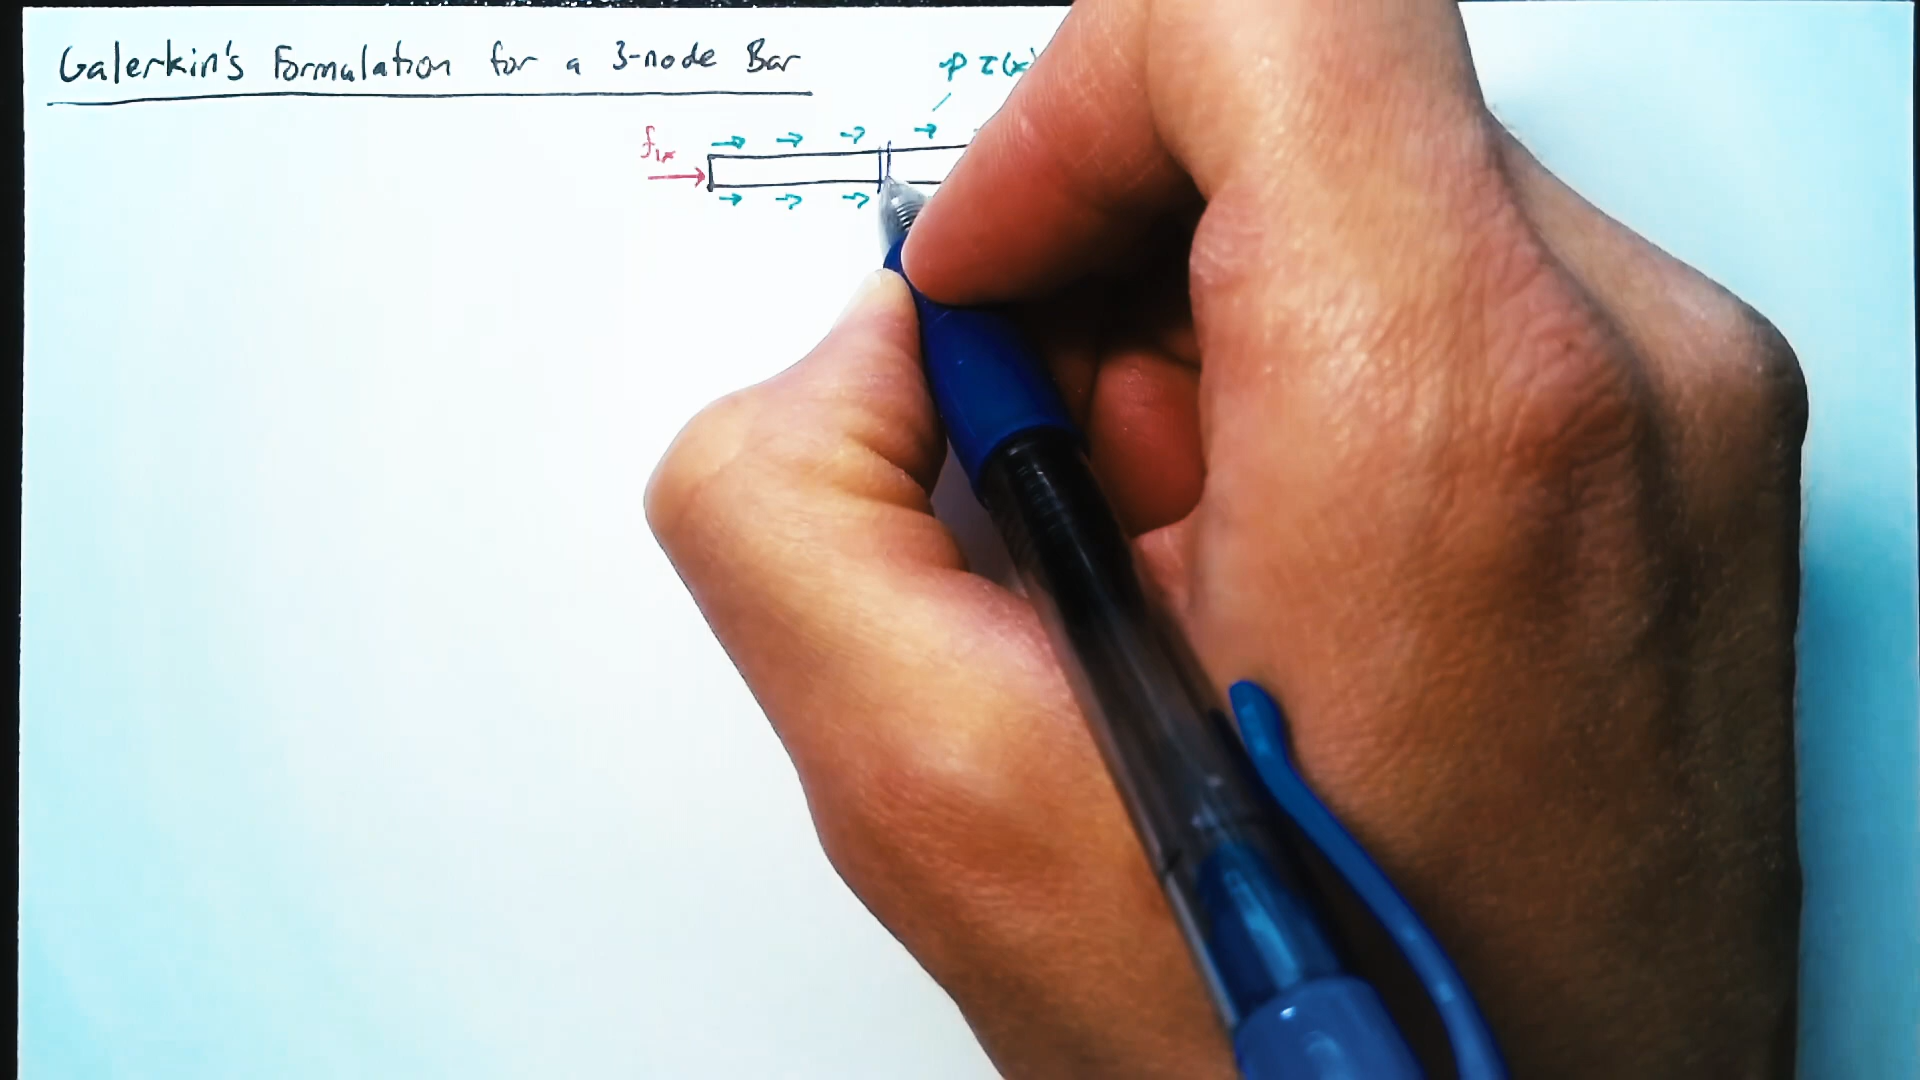 Galerkin's Formulation for a 3-node Bar
p τ(x)
f1x